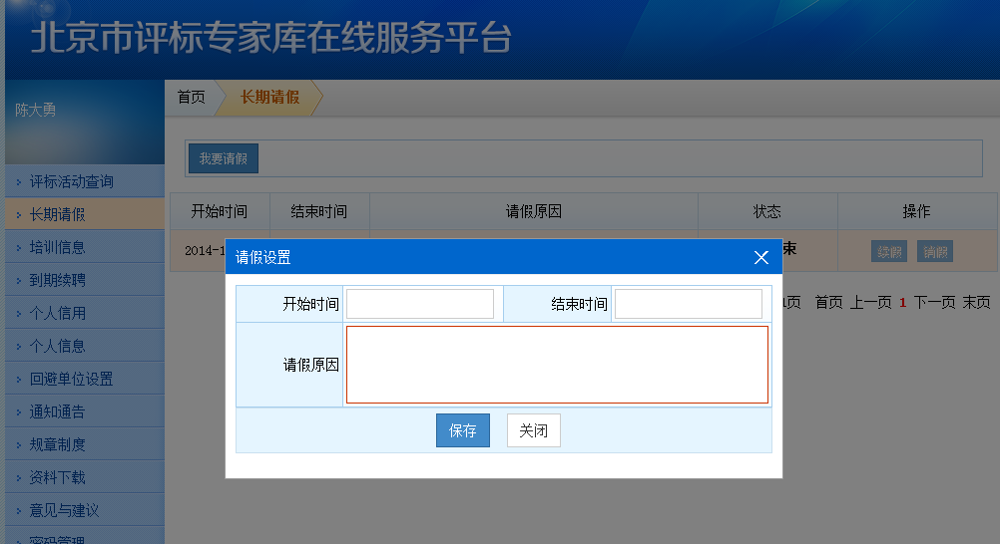 北京市评标专家库在线服务平台
陈大勇
首页 长期请假
我要请假
评标活动查询
长期请假
培训信息
到期续聘
个人信用
个人信息
回避单位设置
通知通告
规章制度
资料下载
意见与建议
密码管理
开始时间 结束时间 请假原因 状态 操作
2014-1 束 续假 销假
页 首页 上一页 1 下一页 末页
请假设置
开始时间 结束时间
请假原因
保存 关闭